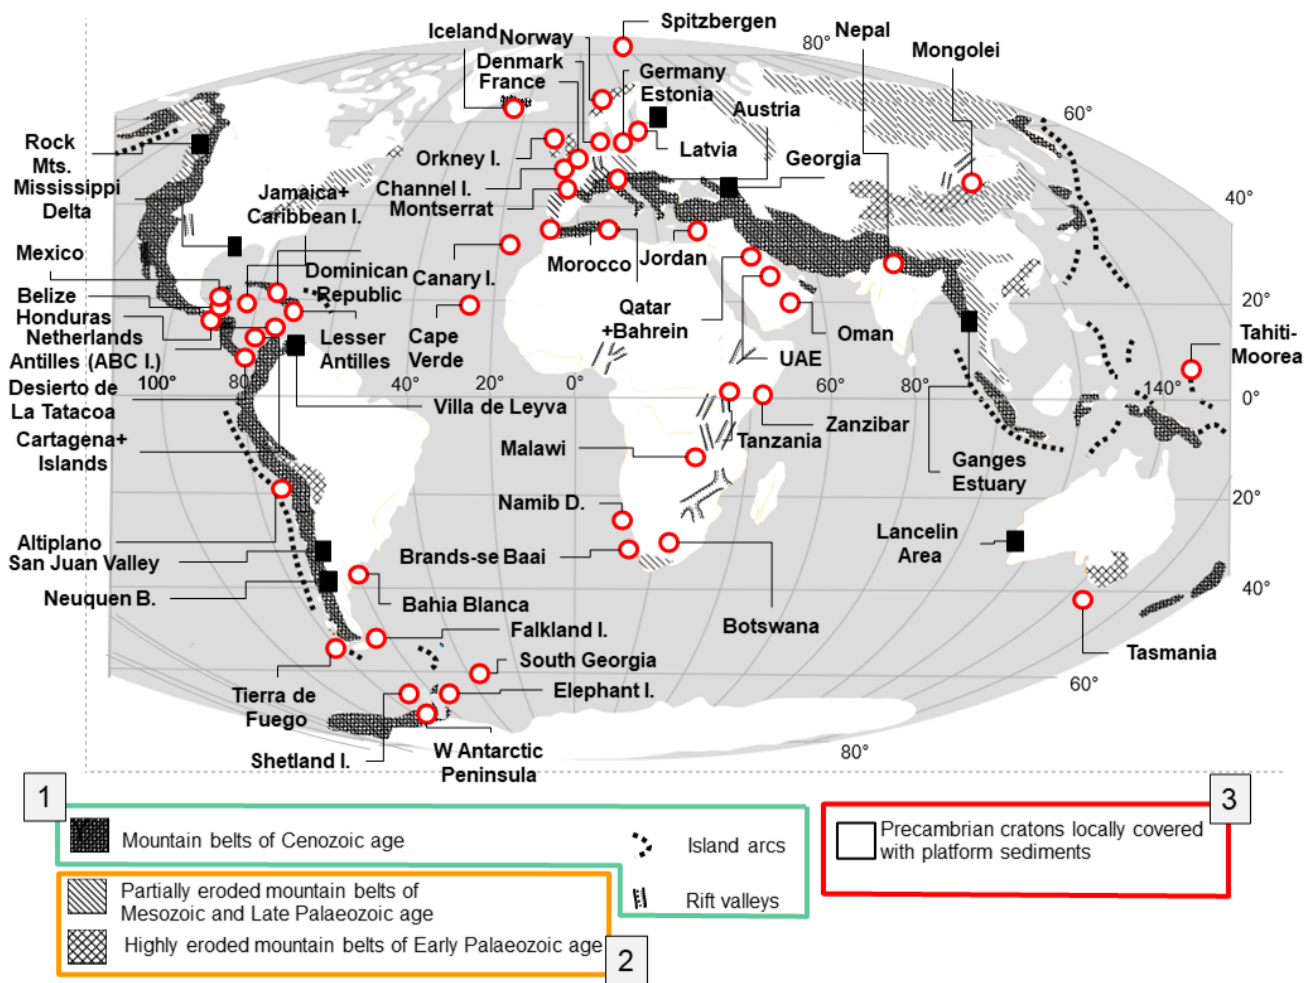 Spitzbergen
Iceland
Norway
Nepal
80°
Mongolei
Denmark
France
Germany
Estonia
Austria
60°
Rock
Mts.
Orkney I.
Latvia
Georgia
Mississippi
Delta
Jamaica+
Caribbean I.
Channel I.
Montserrat
40°
Mexico
Dominican
Republic
Canary I.
Morocco
Jordan
Belize
Honduras
Netherlands
Antilles (ABC I.)
Lesser
Antilles
Cape
Verde
Qatar
+Bahrein
UAE
Oman
20°
Tahiti-
Moorea
100°
80°
40°
0°
60°
80°
140°
0°
Desierto de
La Tatacoa
Villa de Leyva
Cartagena+
Islands
Malawi
Tanzania
Zanzibar
Ganges
Estuary
Namib D.
20°
Altiplano
San Juan Valley
Brands-se Baai
Lancelin
Area
Neuquen B.
Bahia Blanca
40°
Falkland I.
Botswana
South Georgia
Tasmania
Tierra de
Fuego
Elephant I.
60°
Shetland I.
W Antarctic
Peninsula
80°
1
Mountain belts of Cenozoic age
Island arcs
Rift valleys
Partially eroded mountain belts of
Mesozoic and Late Palaeozoic age
Highly eroded mountain belts of Early Palaeozoic age
2
3
Precambrian cratons locally covered
with platform sediments